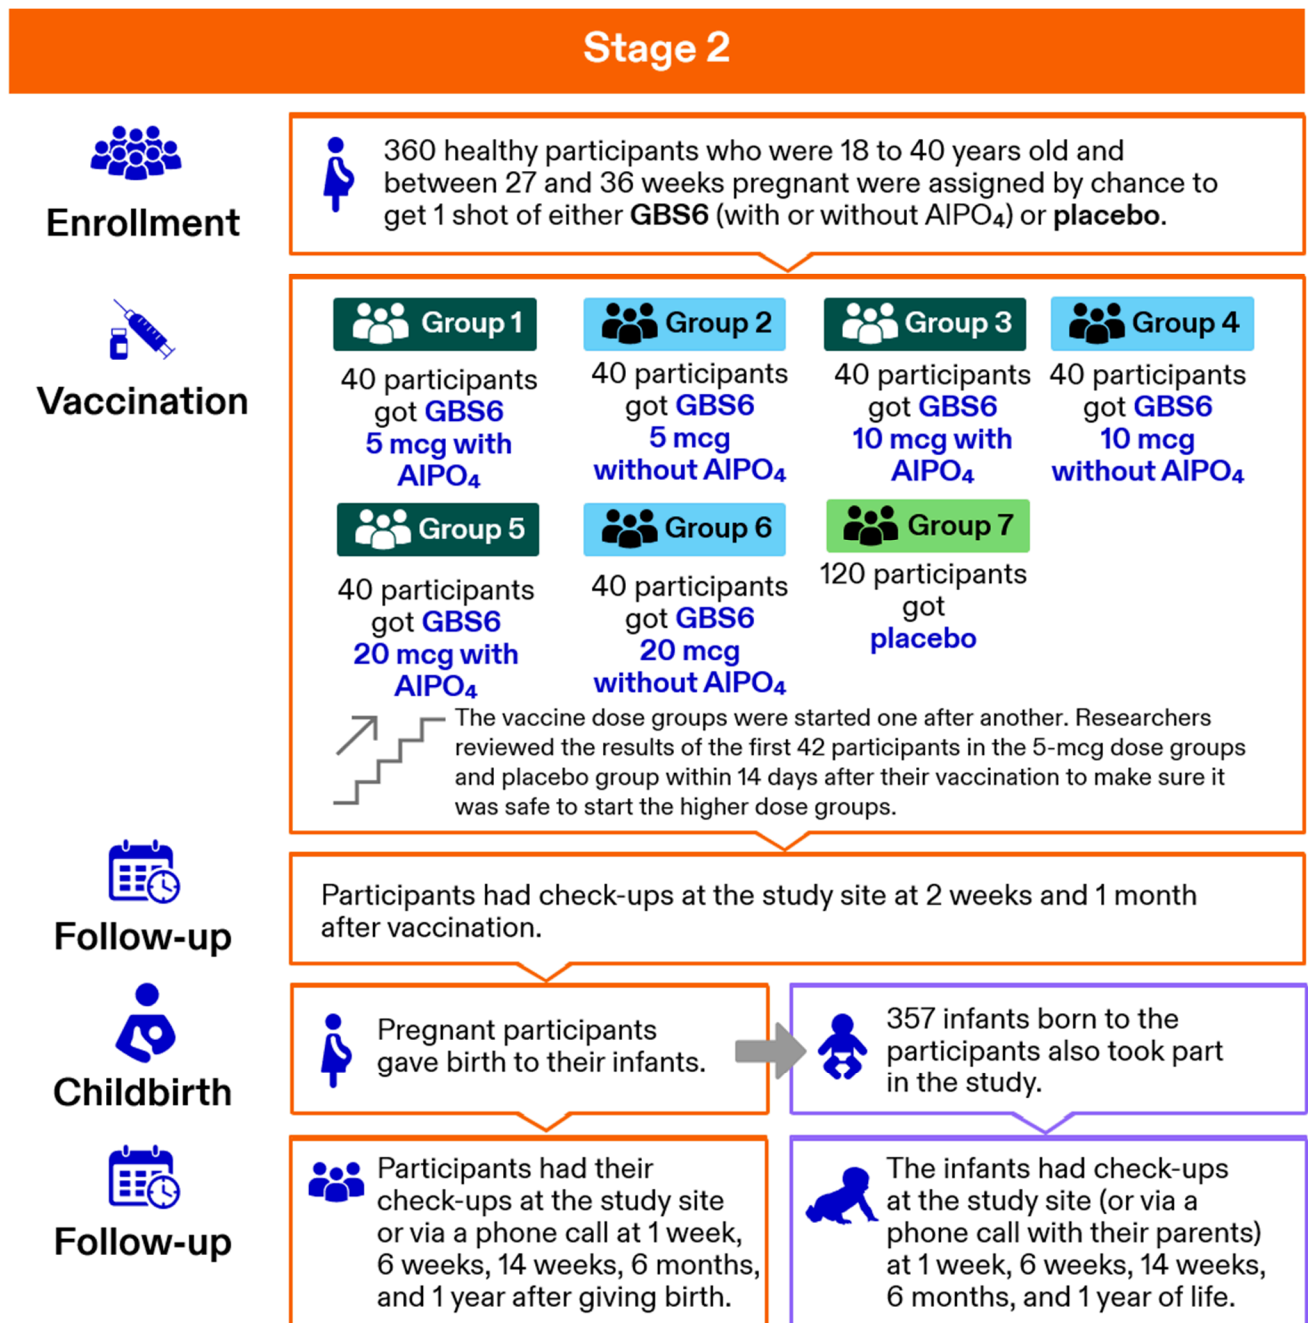 Stage 2
Enrollment
360 healthy participants who were 18 to 40 years old and
between 27 and 36 weeks pregnant were assigned by chance to
get 1 shot of either GBS6 (with or without AlPO₄) or placebo.
Vaccination
Group 1
40 participants
got GBS6
5 mcg with
AlPO₄
Group 2
40 participants
got GBS6
5 mcg
without AlPO₄
Group 3
40 participants
got GBS6
10 mcg with
AlPO₄
Group 4
40 participants
got GBS6
10 mcg
without AlPO₄
Group 5
40 participants
got GBS6
20 mcg with
AlPO₄
Group 6
40 participants
got GBS6
20 mcg
without AlPO₄
Group 7
120 participants
got
placebo
The vaccine dose groups were started one after another. Researchers
reviewed the results of the first 42 participants in the 5-mcg dose groups
and placebo group within 14 days after their vaccination to make sure it
was safe to start the higher dose groups.
Follow-up
Participants had check-ups at the study site at 2 weeks and 1 month
after vaccination.
Childbirth
Pregnant participants
gave birth to their infants.
357 infants born to the
participants also took part
in the study.
Follow-up
Participants had their
check-ups at the study site
or via a phone call at 1 week,
6 weeks, 14 weeks, 6 months,
and 1 year after giving birth.
The infants had check-ups
at the study site (or via a
phone call with their parents)
at 1 week, 6 weeks, 14 weeks,
6 months, and 1 year of life.